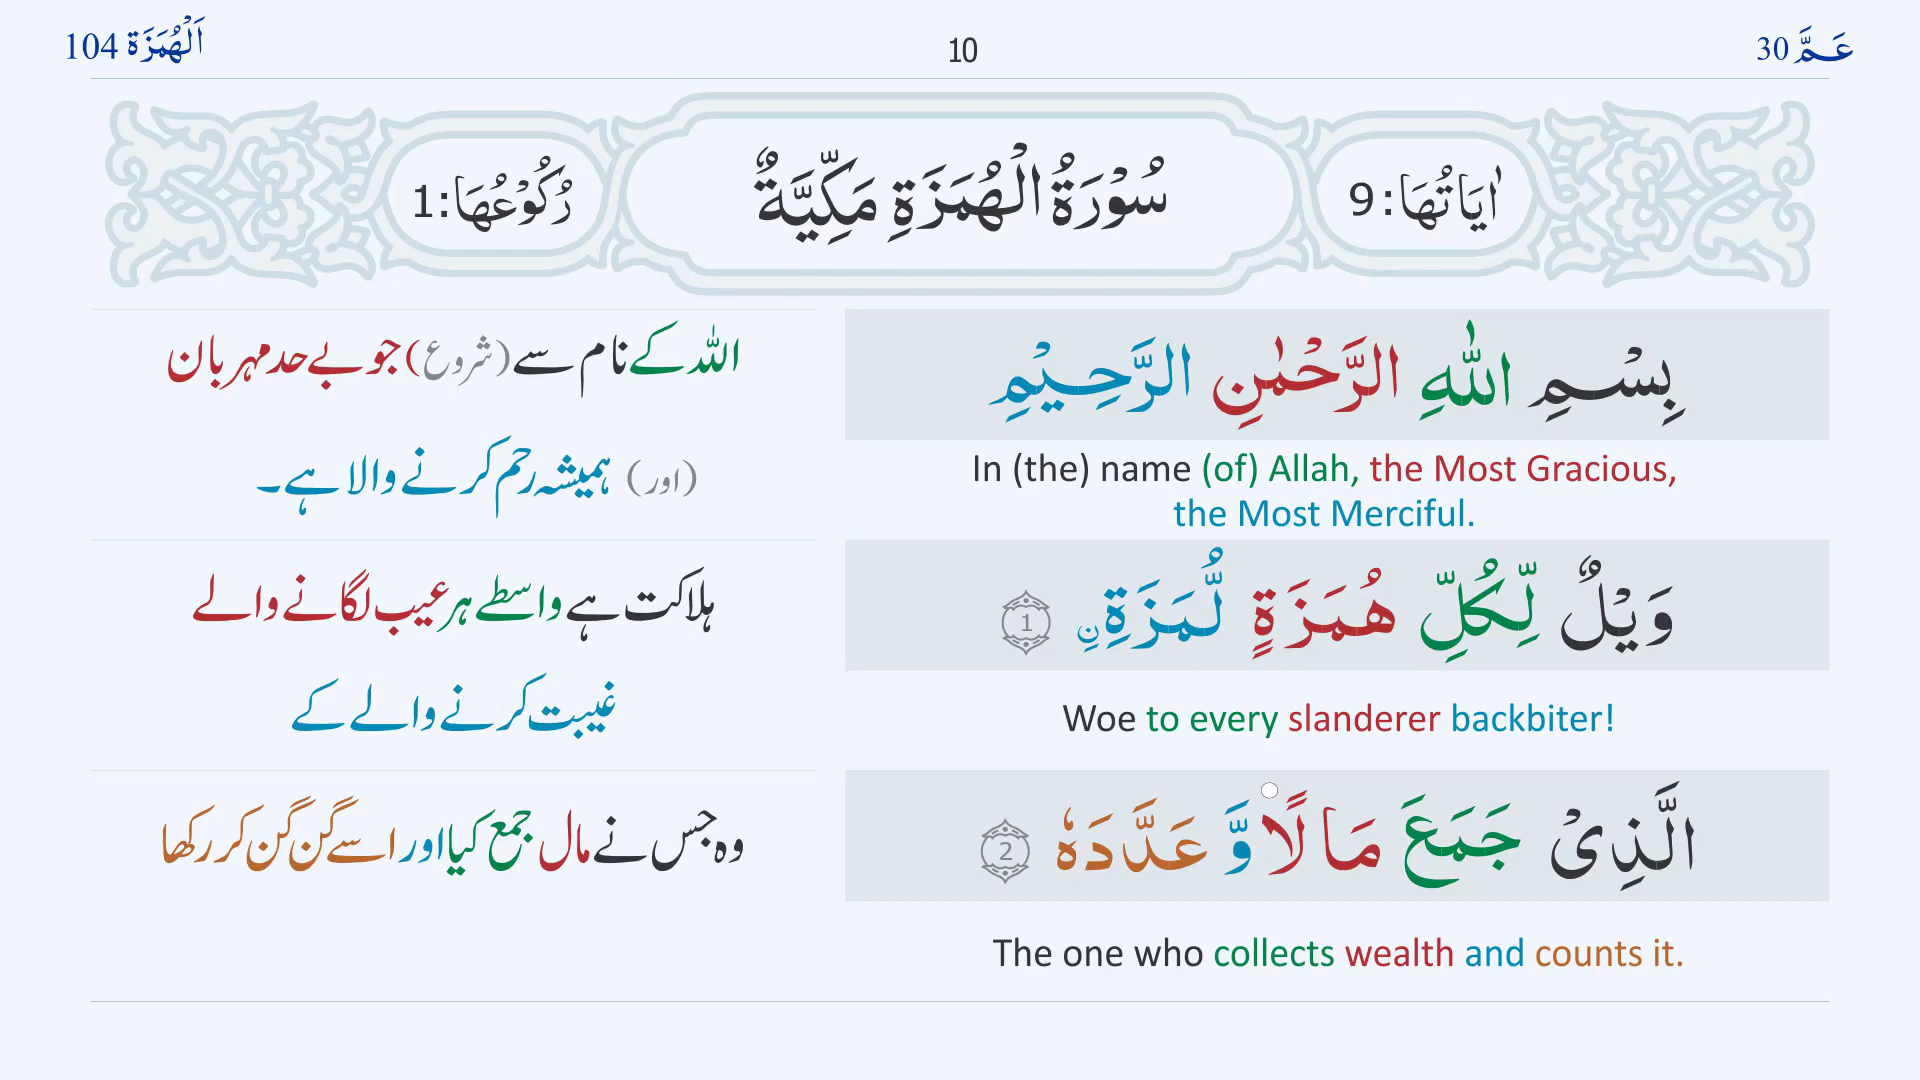 اَلْهُمَزَة 104
10
عَمَّ 30
اٰيَاتُهَا: 9
سُوْرَةُ الْهُمَزَةِ مَكِّيَّةٌ
رُكُوْعُهَا: 1
بِسْمِ اللّٰهِ الرَّحْمٰنِ الرَّحِيْمِ
In (the) name (of) Allah, the Most Gracious,
the Most Merciful.
اللہ کے نام سے (شروع) جو بے حد مہربان
(اور) ہمیشہ رحم کرنے والا ہے۔
وَيْلٌ لِّكُلِّ هُمَزَةٍ لُّمَزَةِ ࣙنِ 1
Woe to every slanderer backbiter!
ہلاکت ہے واسطے ہر عیب لگانے والے
غیبت کرنے والے کے
الَّذِيْ جَمَعَ مَالًا وَّ عَدَّدَهٗ 2
The one who collects wealth and counts it.
وہ جس نے مال جمع کیا اور اسے گن گن کر رکھا